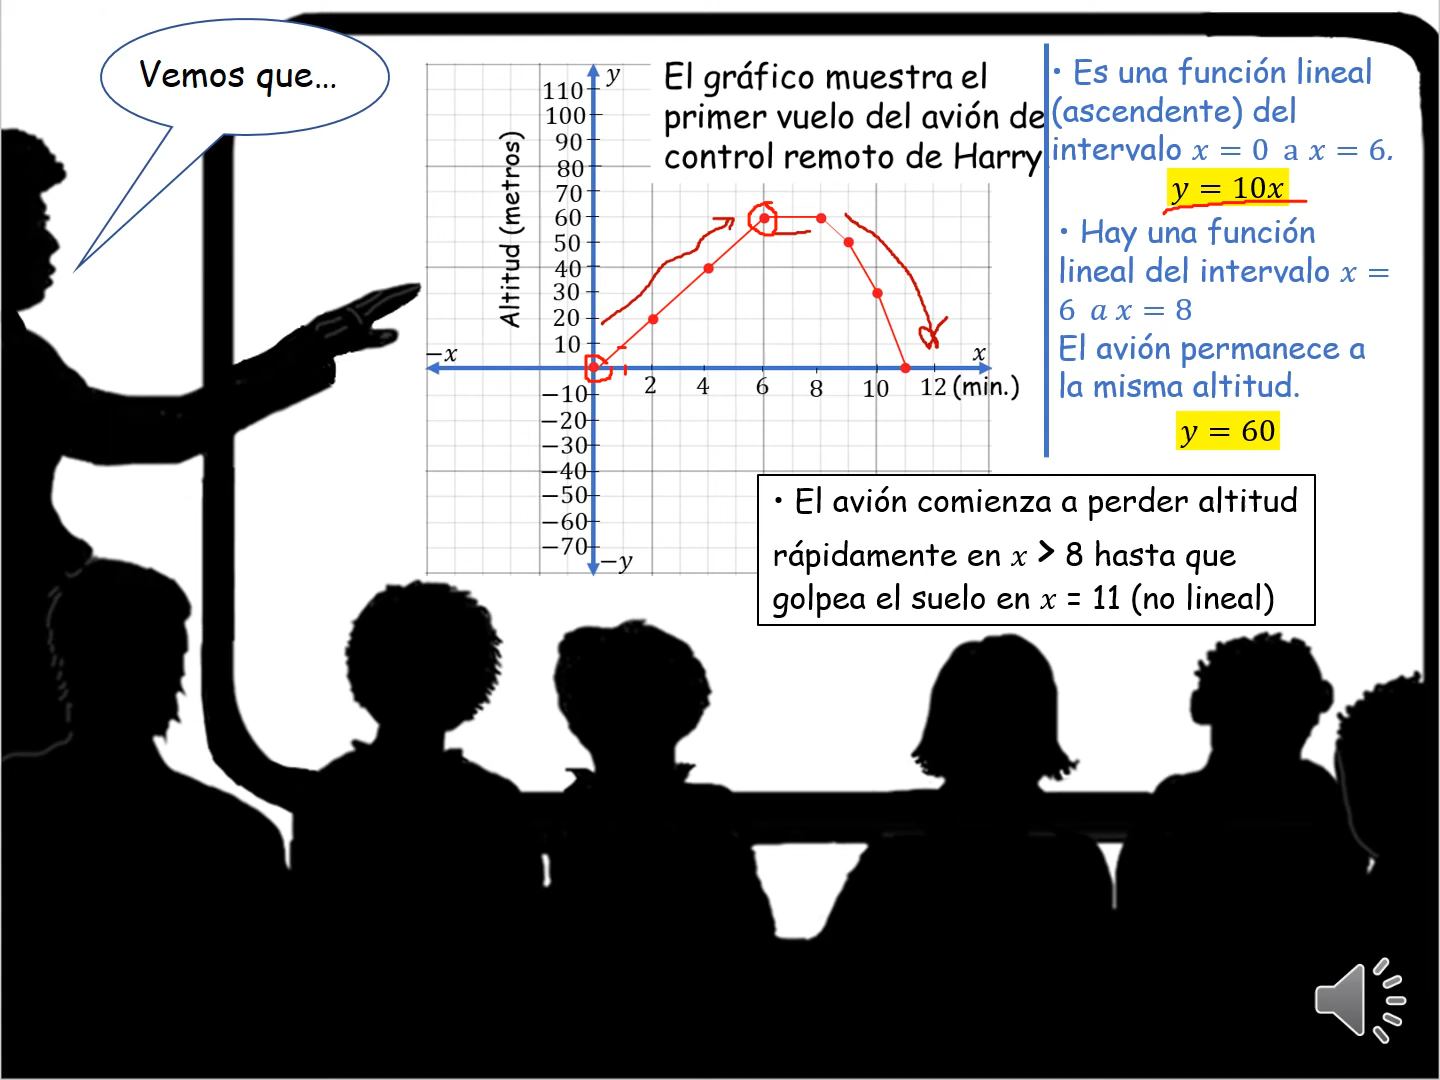 Vemos que...
El gráfico muestra el
primer vuelo del avión de
control remoto de Harry
Altitud (metros)
y
110
100
90
80
70
60
50
40
30
20
10
−x
x
2 4 6 8 10 12 (min.)
−10
−20
−30
−40
−50
−60
−70
−y
• Es una función lineal
(ascendente) del
intervalo x = 0 a x = 6.
y = 10x
• Hay una función
lineal del intervalo x =
6 a x = 8
El avión permanece a
la misma altitud.
y = 60
• El avión comienza a perder altitud
rápidamente en x > 8 hasta que
golpea el suelo en x = 11 (no lineal)